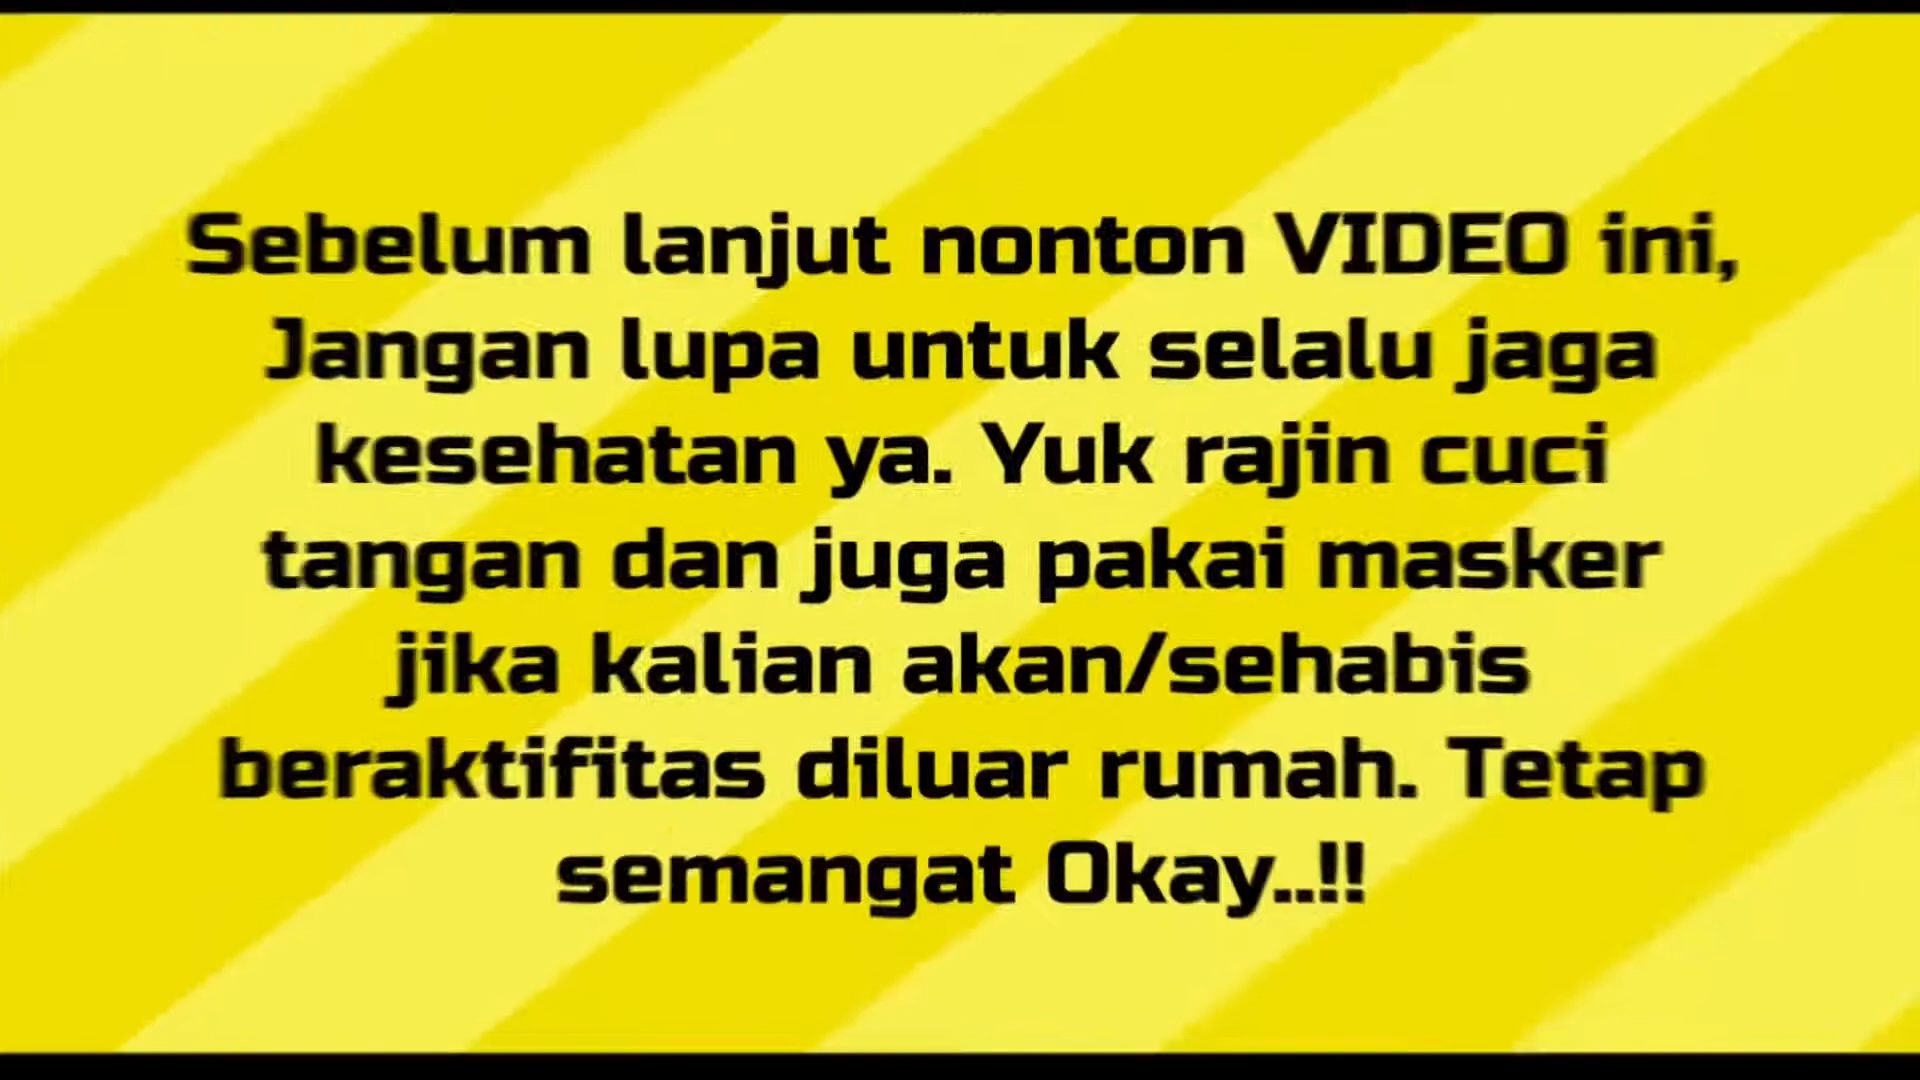 Sebelum lanjut nonton VIDEO ini,
Jangan lupa untuk selalu jaga
kesehatan ya. Yuk rajin cuci
tangan dan juga pakai masker
jika kalian akan/sehabis
beraktifitas diluar rumah. Tetap
semangat Okay..!!